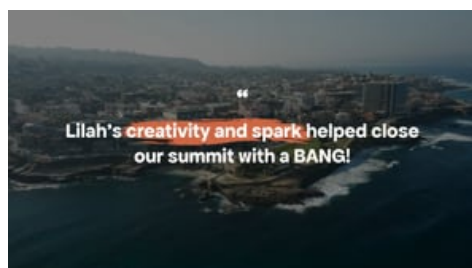 “
Lilah's creativity and spark helped close
our summit with a BANG!